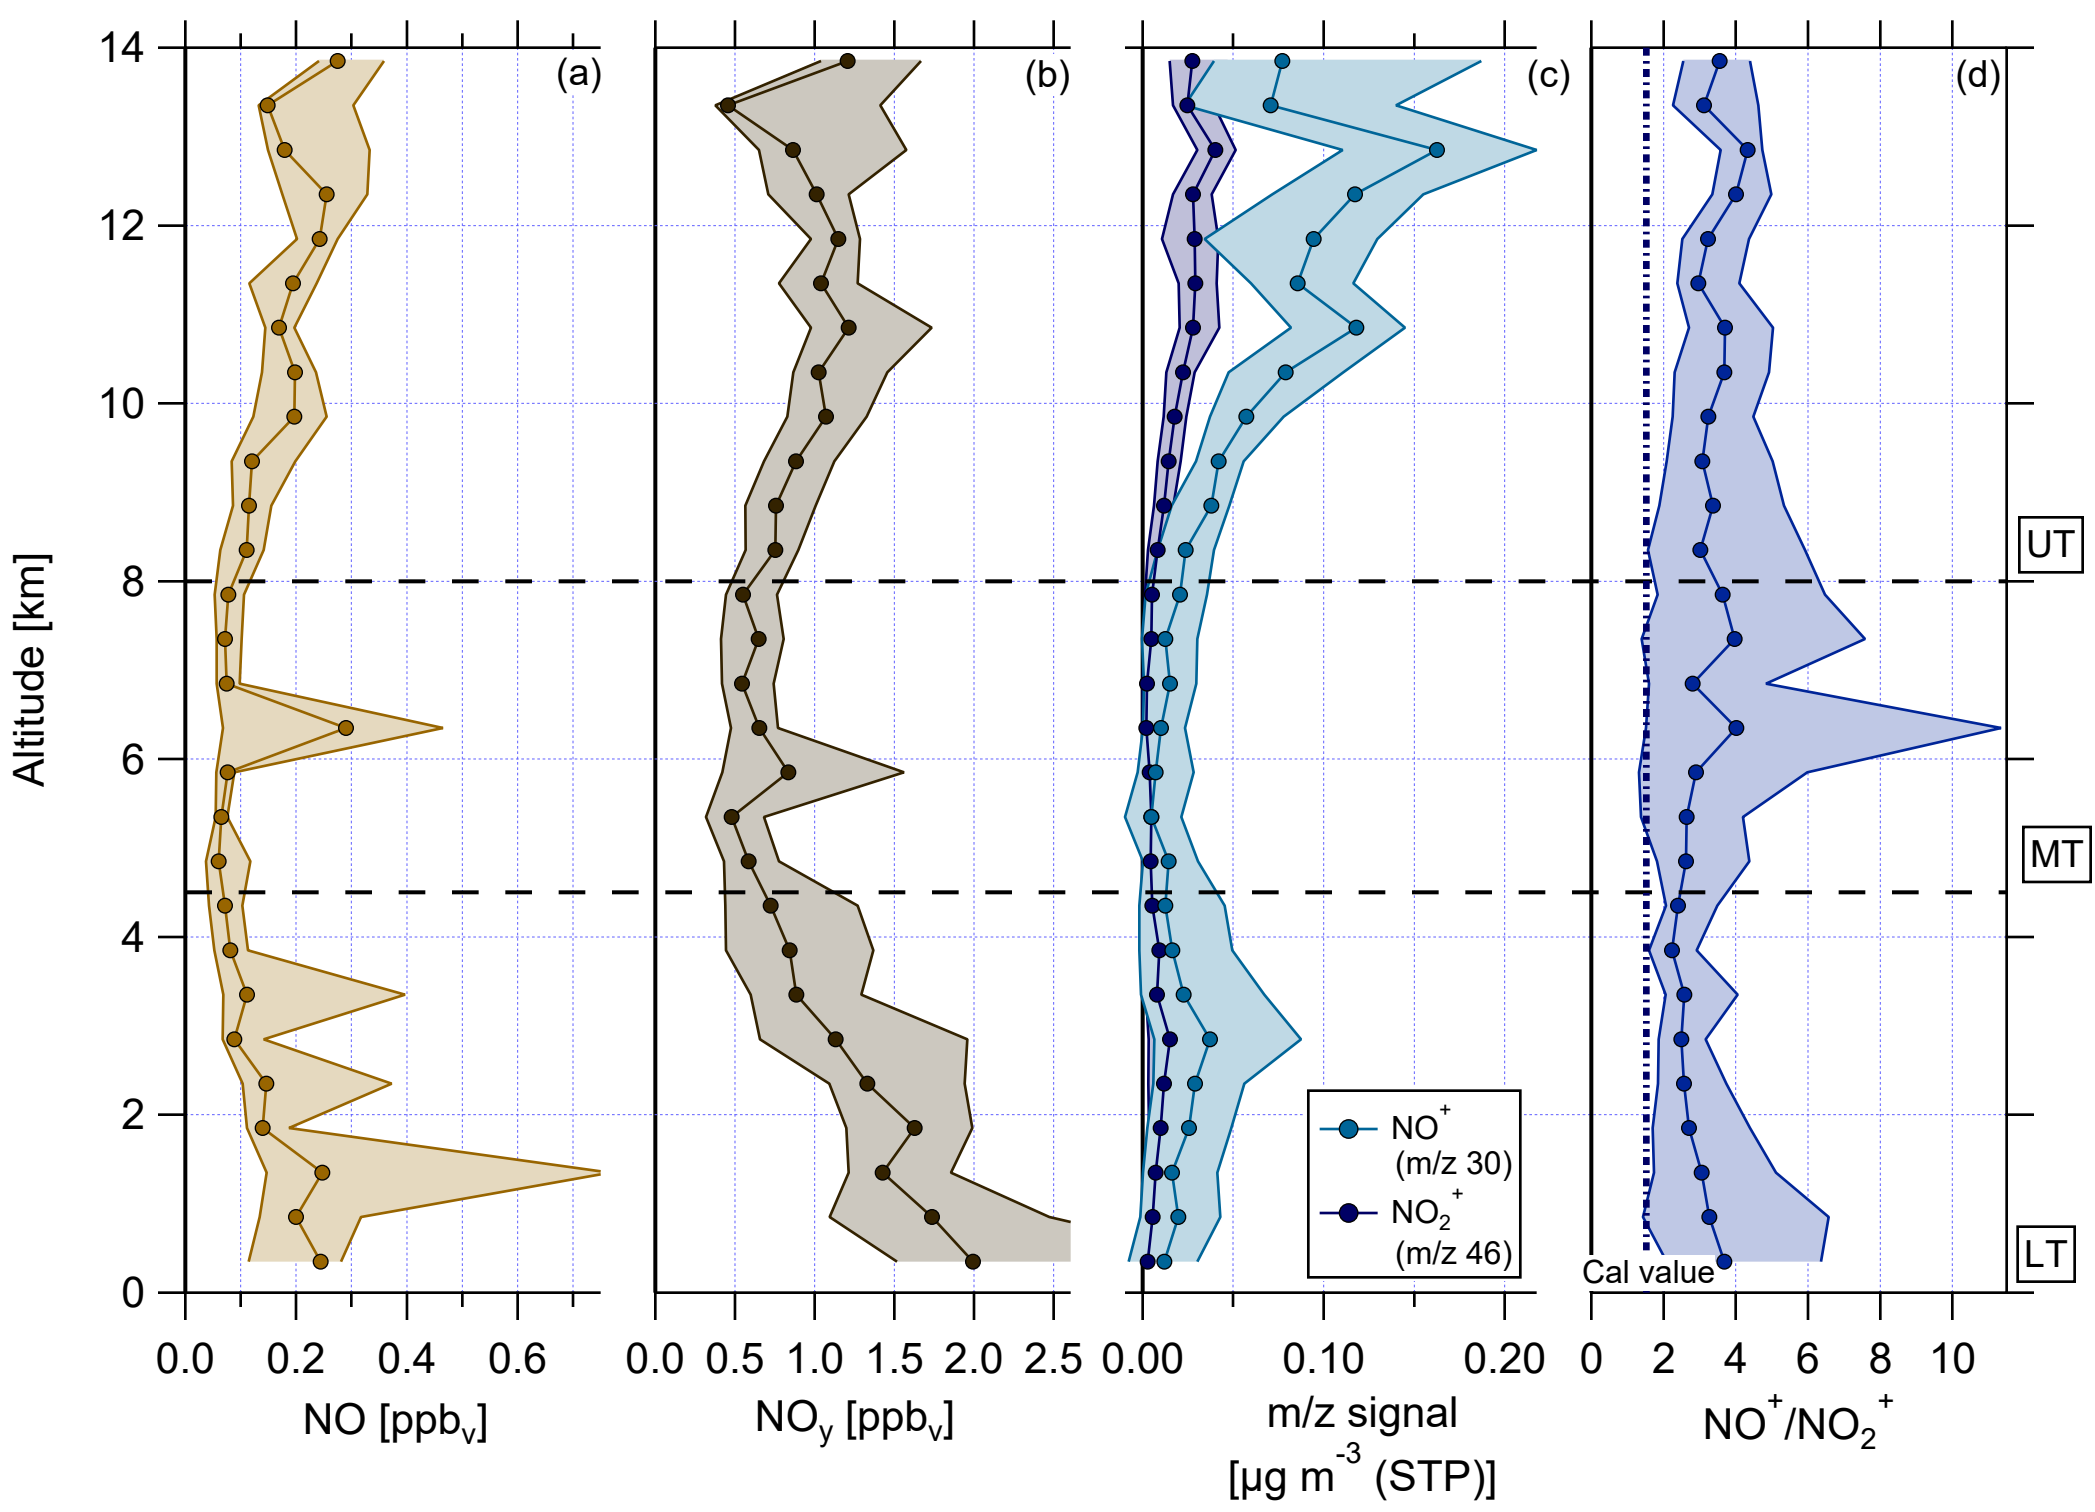 (a) (b) (c) (d)
14
12
10
8
6
4
2
0
Altitude [km]
UT
MT
LT
NO⁺
(m/z 30)
NO₂⁺
(m/z 46)
Cal value
0.0 0.2 0.4 0.6
0.0 0.5 1.0 1.5 2.0 2.5
0.00 0.10 0.20
0 2 4 6 8 10
NO [ppbᵥ]
NOy [ppbᵥ]
m/z signal
[µg m⁻³ (STP)]
NO⁺/NO₂⁺